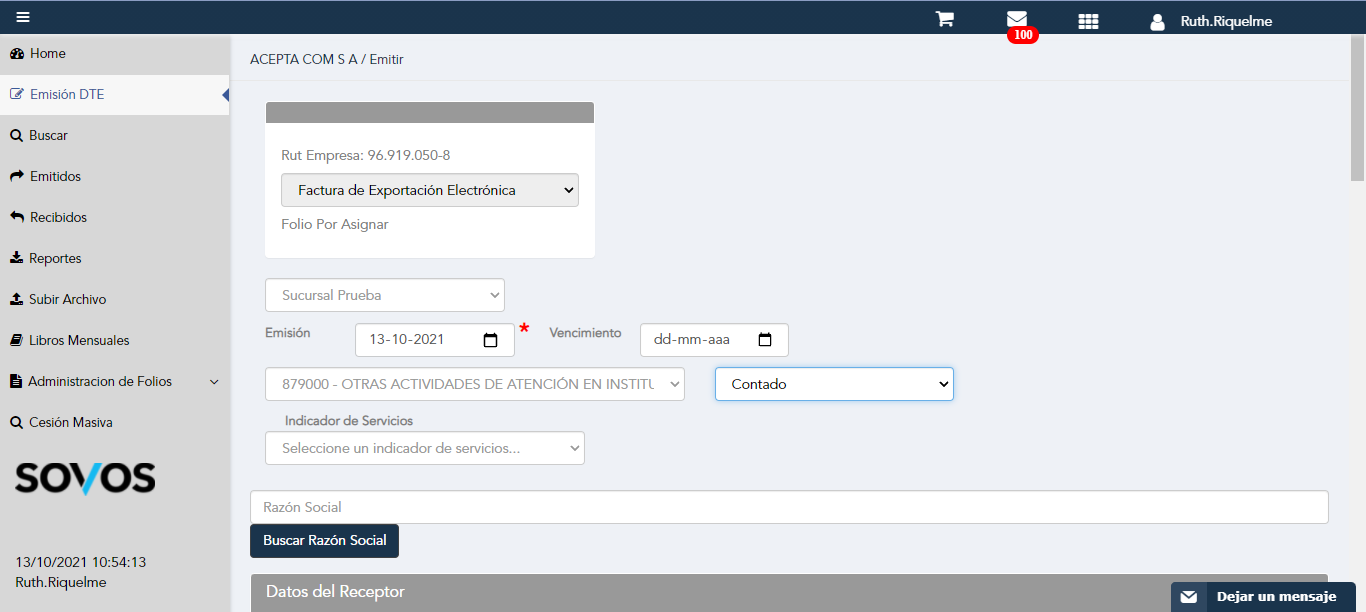 Ruth.Riquelme
100
Home
Emisión DTE
Buscar
Emitidos
Recibidos
Reportes
Subir Archivo
Libros Mensuales
Administracion de Folios
Cesión Masiva
SOVOS
13/10/2021 10:54:13
Ruth.Riquelme
ACEPTA COM S A / Emitir
Rut Empresa: 96.919.050-8
Factura de Exportación Electrónica
Folio Por Asignar
Sucursal Prueba
Emisión 13-10-2021 * Vencimiento dd-mm-aaa
879000 - OTRAS ACTIVIDADES DE ATENCIÓN EN INSTITU Contado
Indicador de Servicios
Seleccione un indicador de servicios...
Razón Social
Buscar Razón Social
Datos del Receptor
Dejar un mensaje